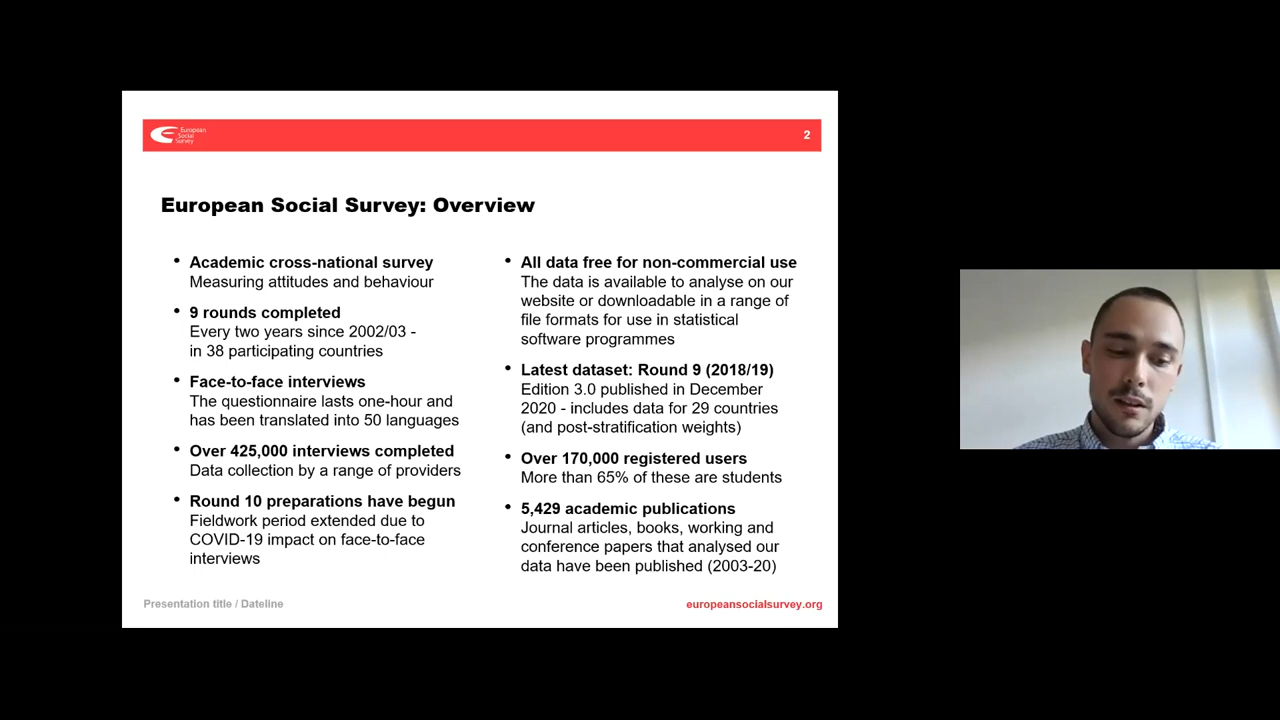 European
Social
Survey
2
European Social Survey: Overview
• Academic cross-national survey
Measuring attitudes and behaviour
• 9 rounds completed
Every two years since 2002/03 -
in 38 participating countries
• Face-to-face interviews
The questionnaire lasts one-hour and
has been translated into 50 languages
• Over 425,000 interviews completed
Data collection by a range of providers
• Round 10 preparations have begun
Fieldwork period extended due to
COVID-19 impact on face-to-face
interviews
• All data free for non-commercial use
The data is available to analyse on our
website or downloadable in a range of
file formats for use in statistical
software programmes
• Latest dataset: Round 9 (2018/19)
Edition 3.0 published in December
2020 - includes data for 29 countries
(and post-stratification weights)
• Over 170,000 registered users
More than 65% of these are students
• 5,429 academic publications
Journal articles, books, working and
conference papers that analysed our
data have been published (2003-20)
Presentation title / Dateline
europeansocialsurvey.org